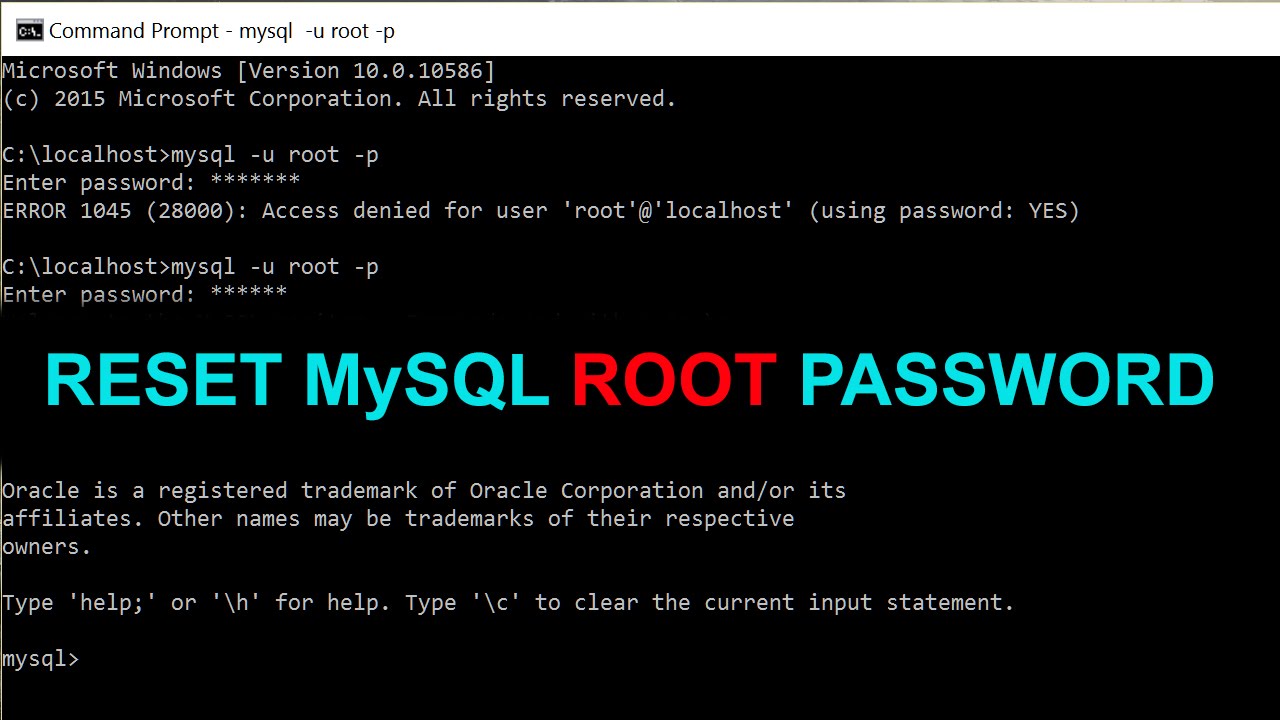 Command Prompt - mysql  -u root -p
Microsoft Windows [Version 10.0.10586]
(c) 2015 Microsoft Corporation. All rights reserved.
C:\localhost>mysql -u root -p
Enter password: *******
ERROR 1045 (28000): Access denied for user 'root'@'localhost' (using password: YES)
C:\localhost>mysql -u root -p
Enter password: ******
RESET MySQL ROOT PASSWORD
Oracle is a registered trademark of Oracle Corporation and/or its
affiliates. Other names may be trademarks of their respective
owners.
Type 'help;' or '\h' for help. Type '\c' to clear the current input statement.
mysql>